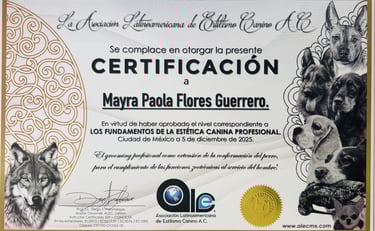 La Asociación Latinoamericana de Estilismo Canino A.C.
Se complace en otorgar la presente
CERTIFICACIÓN
a
Mayra Paola Flores Guerrero.
En virtud de haber aprobado el nivel correspondiente a
LOS FUNDAMENTOS DE LA ESTÉTICA CANINA PROFESIONAL.
Ciudad de México a 5 de diciembre de 2025.
El grooming profesional como extensión de la conformación del perro,
para el cumplimiento de las funciones zootécnicas al servicio del hombre!
alec
Asociación Latinoamericana
de Estilismo Canino A.C.
www.alecmx.com